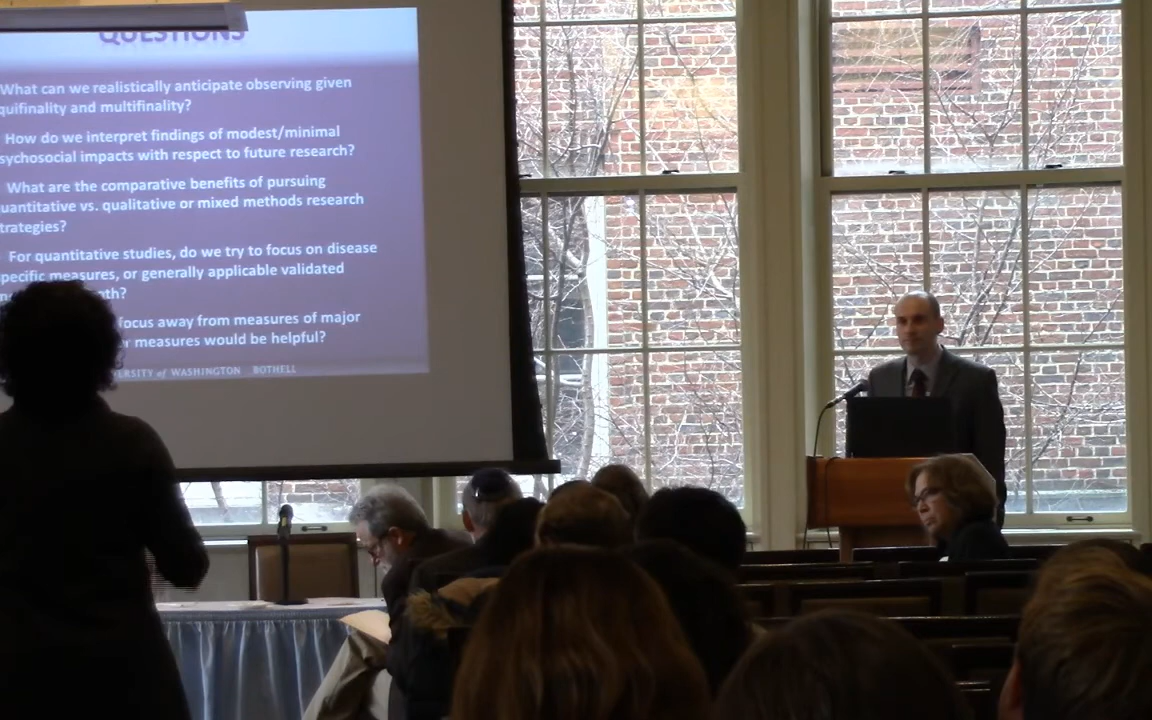 QUESTIONS
What can we realistically anticipate observing given
quifinality and multifinality?
How do we interpret findings of modest/minimal
sychosocial impacts with respect to future research?
What are the comparative benefits of pursuing
uantitative vs. qualitative or mixed methods research
trategies?
For quantitative studies, do we try to focus on disease
pecific measures, or generally applicable validated
th?
focus away from measures of major
measures would be helpful?
VERSITY of WASHINGTON BOTHELL